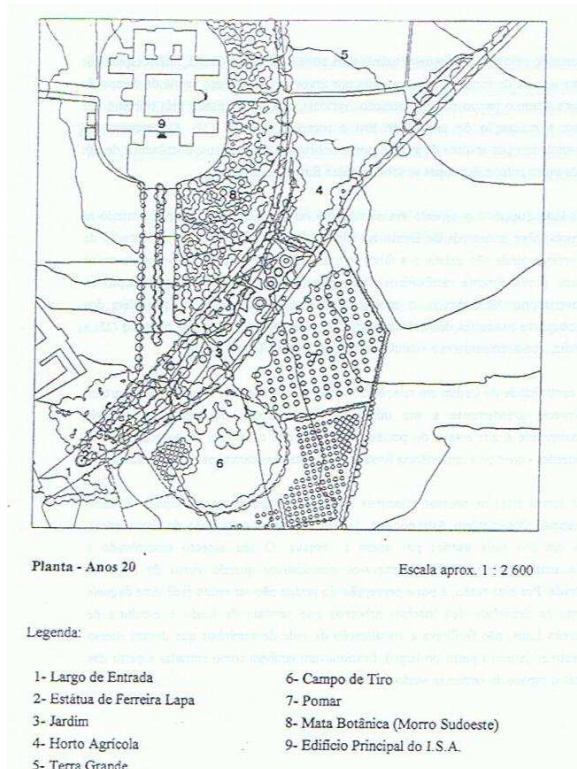 5
9
4
8
7
3
1
6
Planta - Anos 20
Escala aprox. 1 : 2 600
Legenda:
1- Largo de Entrada
2- Estátua de Ferreira Lapa
3- Jardim
4- Horto Agrícola
5- Terra Grande
6- Campo de Tiro
7- Pomar
8- Mata Botânica (Morro Sudoeste)
9- Edifício Principal do I.S.A.